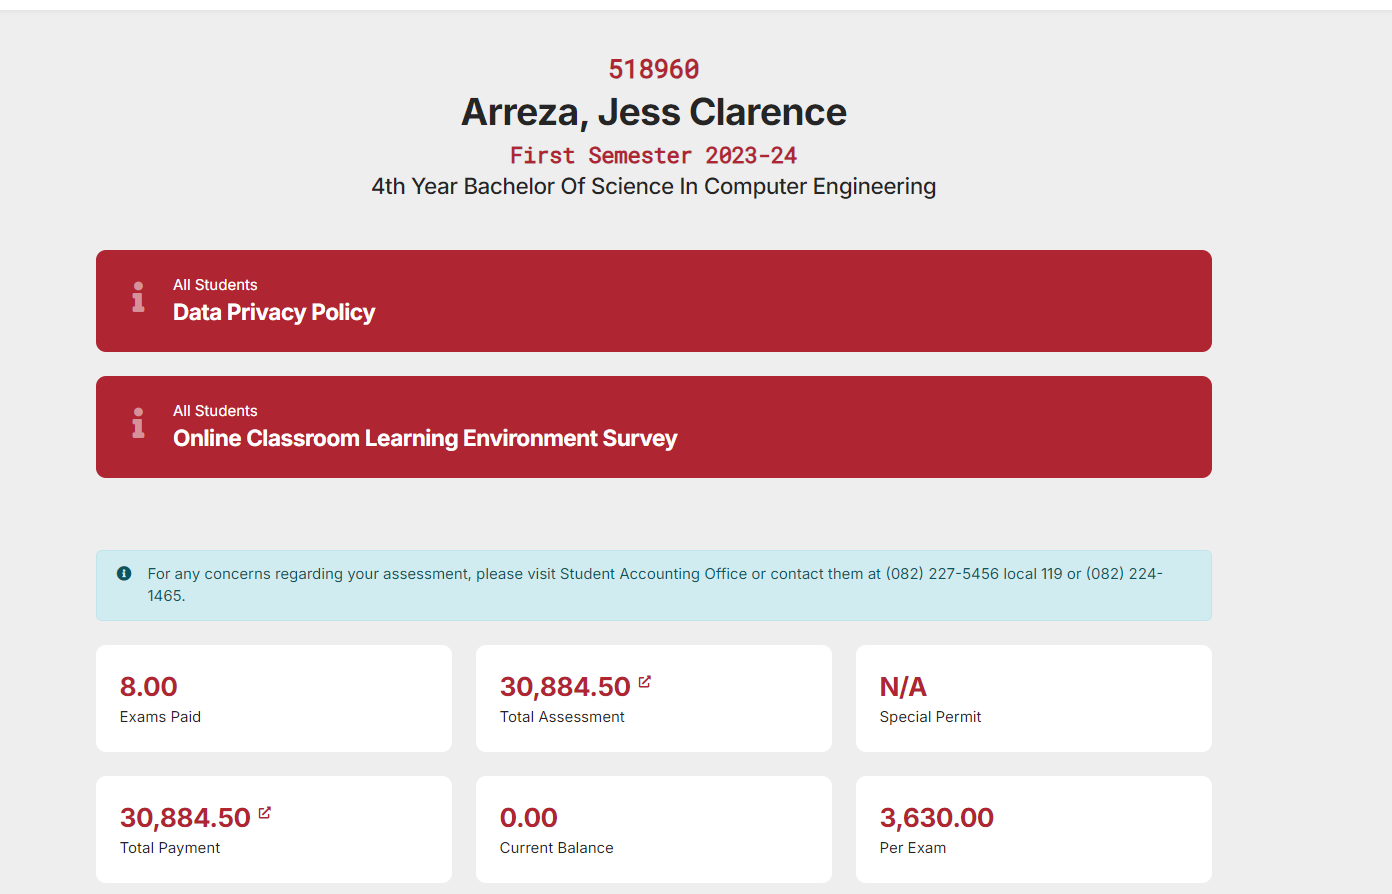 518960
Arreza, Jess Clarence
First Semester 2023-24
4th Year Bachelor Of Science In Computer Engineering
All Students
Data Privacy Policy
All Students
Online Classroom Learning Environment Survey
For any concerns regarding your assessment, please visit Student Accounting Office or contact them at (082) 227-5456 local 119 or (082) 224-
1465.
8.00
Exams Paid
30,884.50
Total Assessment
N/A
Special Permit
30,884.50
Total Payment
0.00
Current Balance
3,630.00
Per Exam